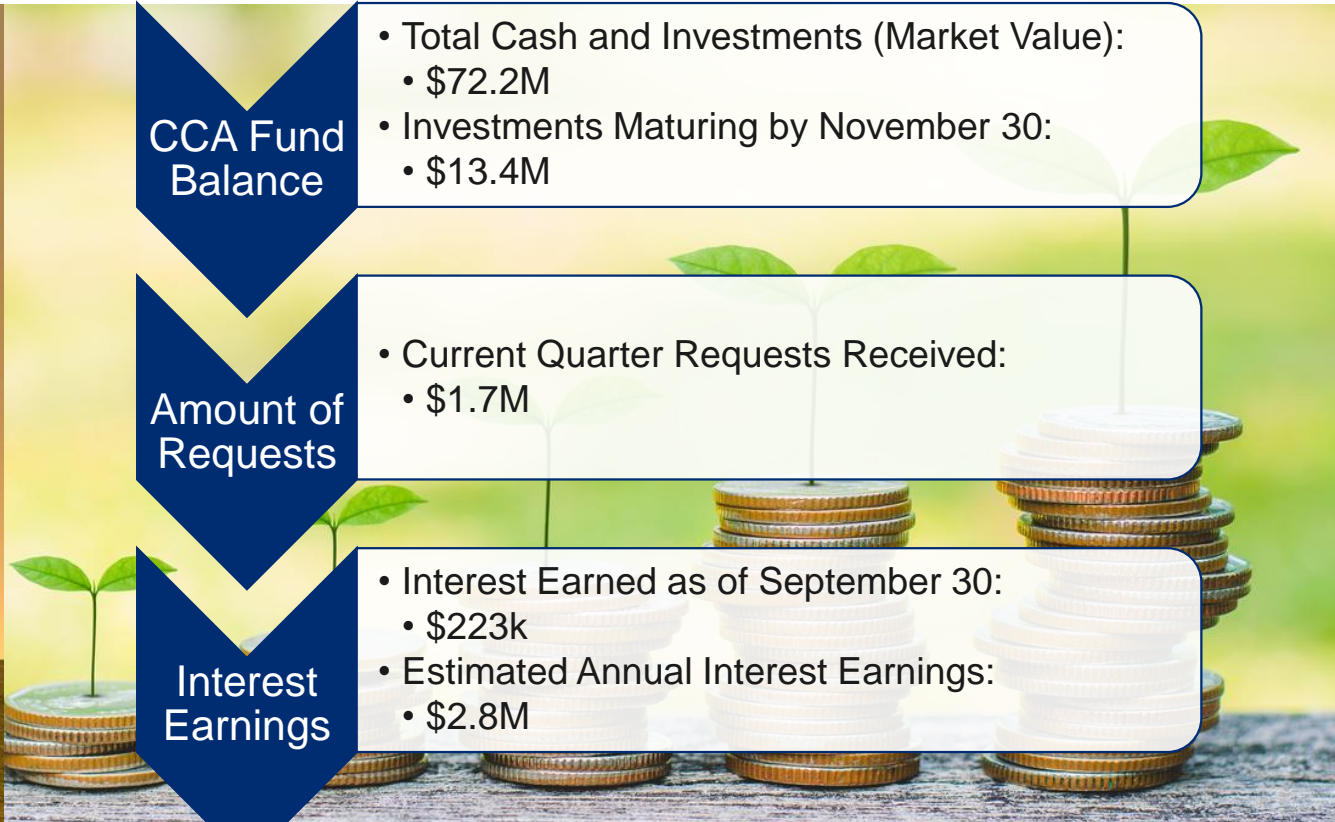 CCA Fund
Balance
• Total Cash and Investments (Market Value):
• $72.2M
• Investments Maturing by November 30:
• $13.4M
Amount of
Requests
• Current Quarter Requests Received:
• $1.7M
Interest
Earnings
• Interest Earned as of September 30:
• $223k
• Estimated Annual Interest Earnings:
• $2.8M